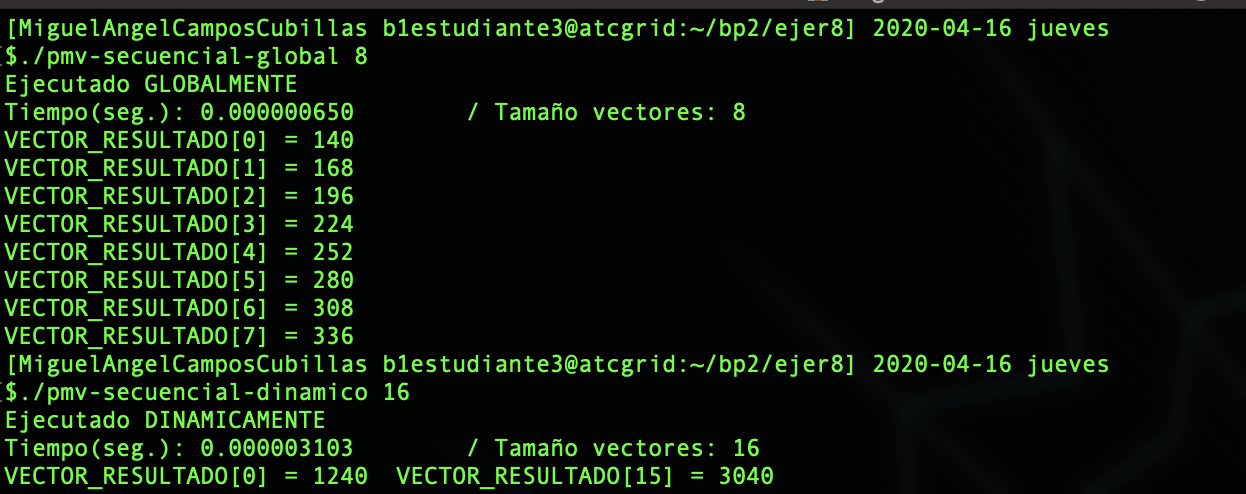 [MiguelAngelCamposCubillas b1estudiante3@atcgrid:~/bp2/ejer8] 2020-04-16 jueves
$./pmv-secuencial-global 8
Ejecutado GLOBALMENTE
Tiempo(seg.): 0.000000650        / Tamaño vectores: 8
VECTOR_RESULTADO[0] = 140
VECTOR_RESULTADO[1] = 168
VECTOR_RESULTADO[2] = 196
VECTOR_RESULTADO[3] = 224
VECTOR_RESULTADO[4] = 252
VECTOR_RESULTADO[5] = 280
VECTOR_RESULTADO[6] = 308
VECTOR_RESULTADO[7] = 336
[MiguelAngelCamposCubillas b1estudiante3@atcgrid:~/bp2/ejer8] 2020-04-16 jueves
$./pmv-secuencial-dinamico 16
Ejecutado DINAMICAMENTE
Tiempo(seg.): 0.000003103        / Tamaño vectores: 16
VECTOR_RESULTADO[0] = 1240  VECTOR_RESULTADO[15] = 3040